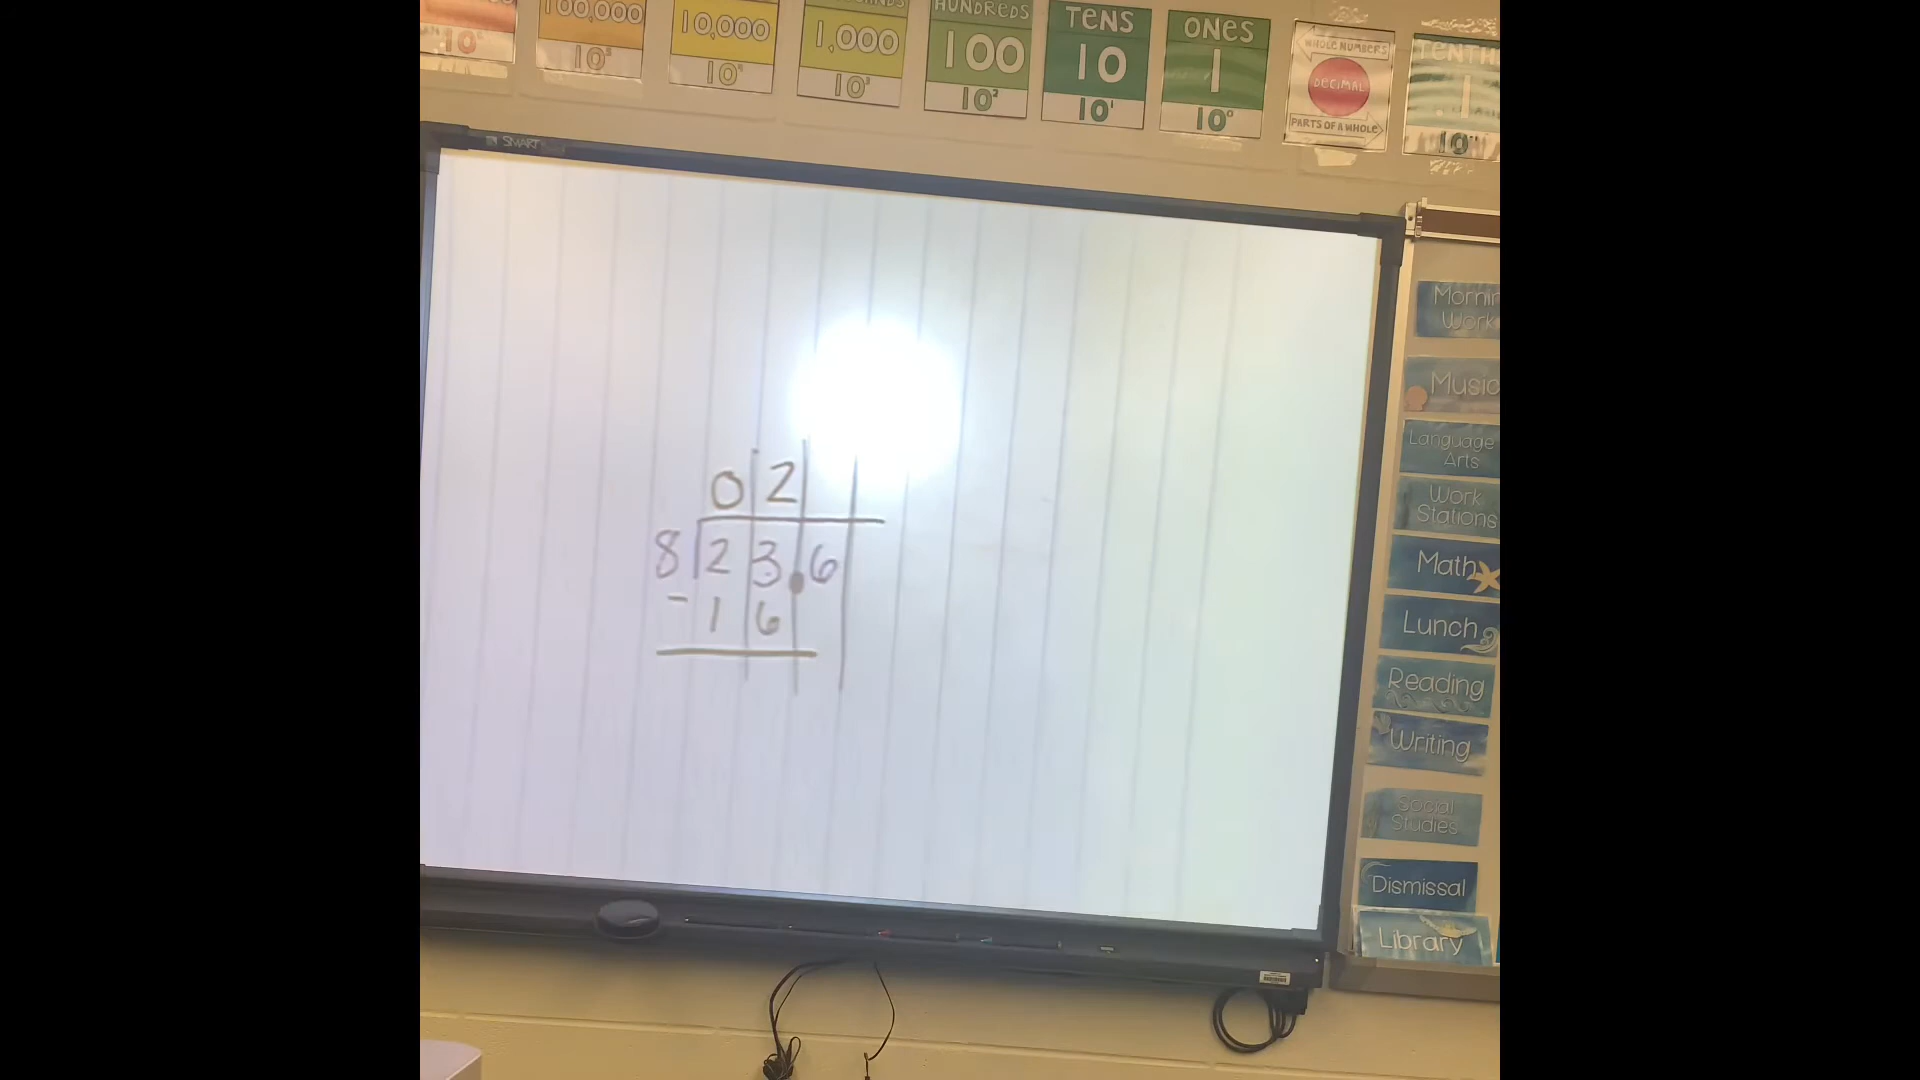 100,000
10,000
1,000
HUNDREDS
100
10²
TENS
10
10¹
ONES
1
10⁰
WHOLE NUMBERS
DECIMAL
PARTS OF A WHOLE
.1
SMART
0 2
8 2 3 . 6
- 1 6
Music
Language
Arts
Work
Stations
Math
Lunch
Reading
Writing
Social
Studies
Dismissal
Library